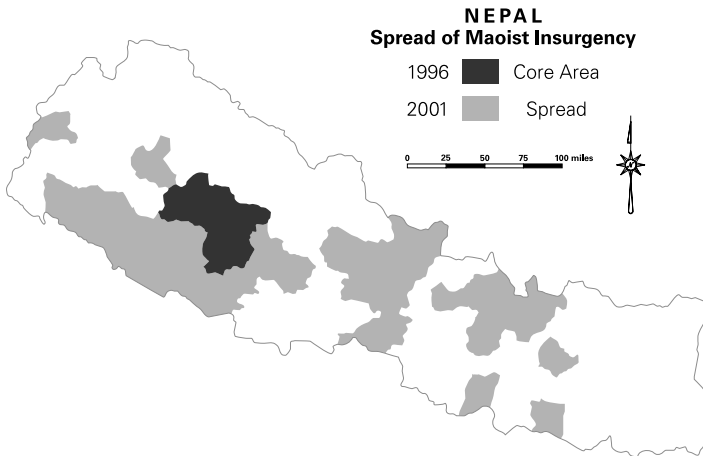 NEPAL
Spread of Maoist Insurgency
1996 Core Area
2001 Spread
0 25 50 75 100 miles
N